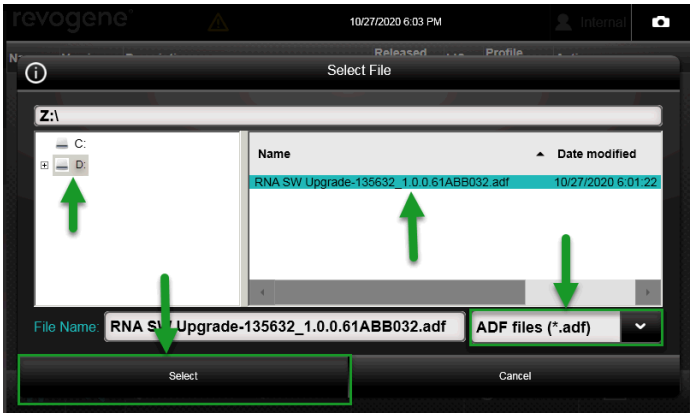 revogene
10/27/2020 6:03 PM
Internal
Released
Profile
Select File
Z:\
C:
D:
Name
Date modified
RNA SW Upgrade-135632_1.0.0.61ABB032.adf
10/27/2020 6:01:22
File Name:
RNA SW Upgrade-135632_1.0.0.61ABB032.adf
ADF files (*.adf)
Select
Cancel